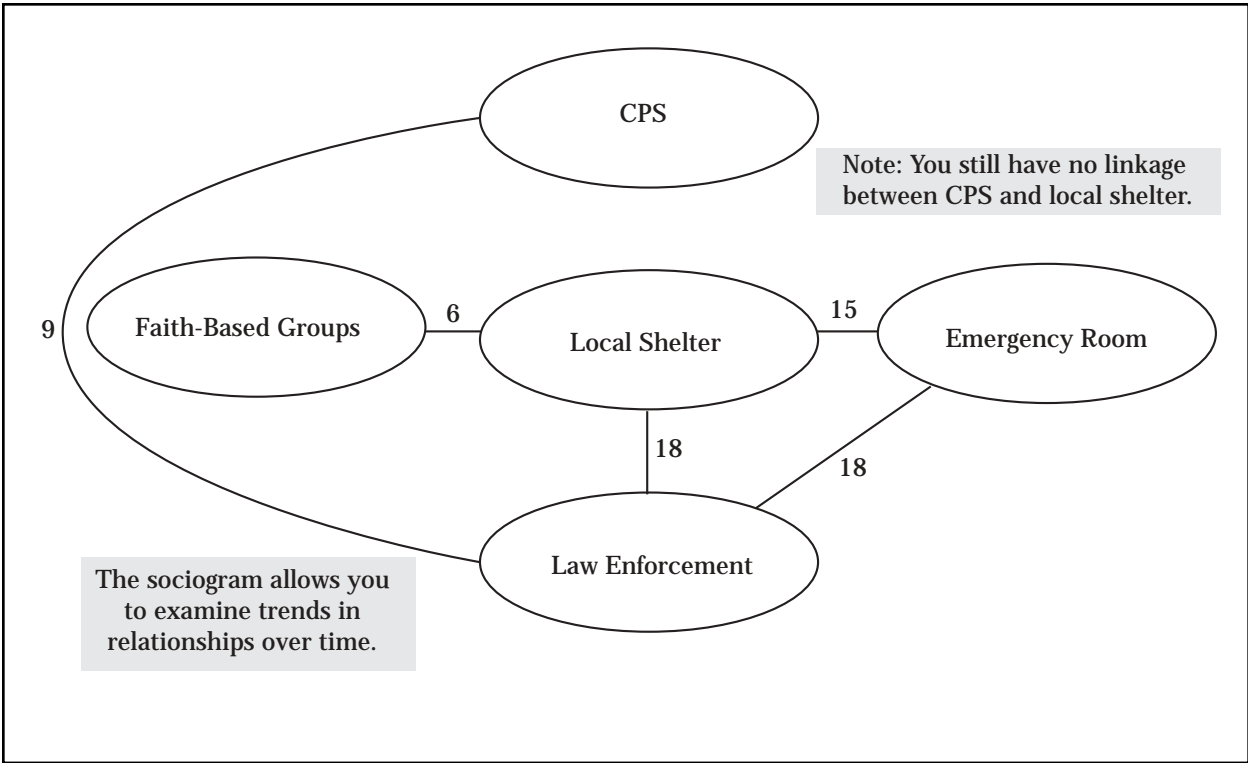 CPS
Note: You still have no linkage
between CPS and local shelter.
9
Faith-Based Groups
6
Local Shelter
15
Emergency Room
18
18
Law Enforcement
The sociogram allows you
to examine trends in
relationships over time.